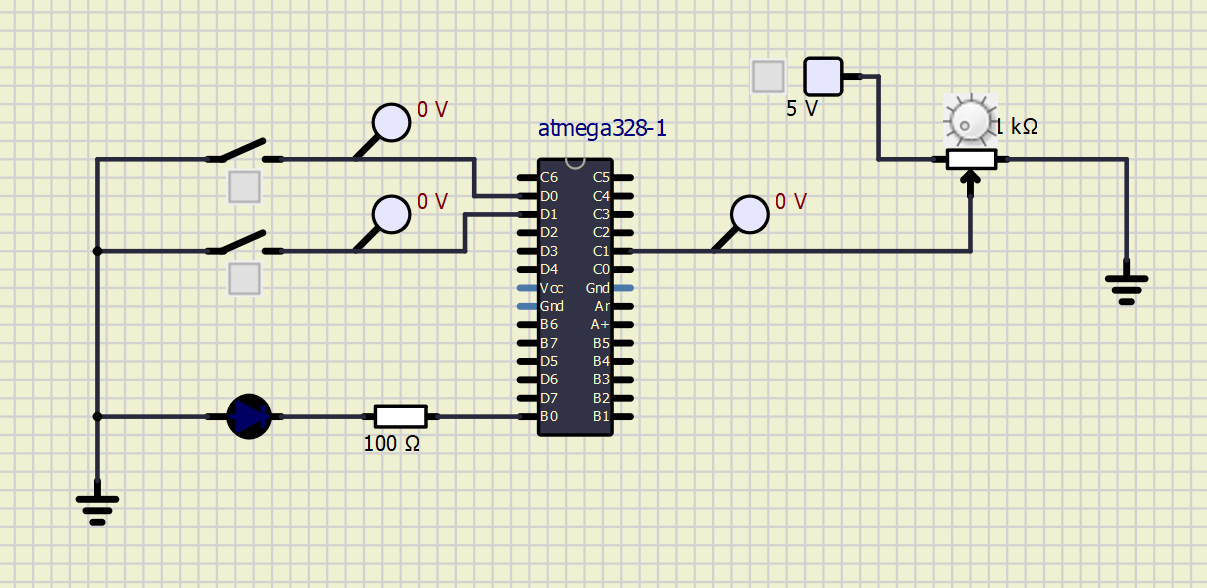 0 V
5 V
atmega328-1
1 kΩ
0 V
0 V
C6 C5
D0 C4
D1 C3
D2 C2
D3 C1
D4 C0
Vcc Gnd
Gnd Ar
B6 A+
B7 B5
D5 B4
D6 B3
D7 B2
B0 B1
100 Ω